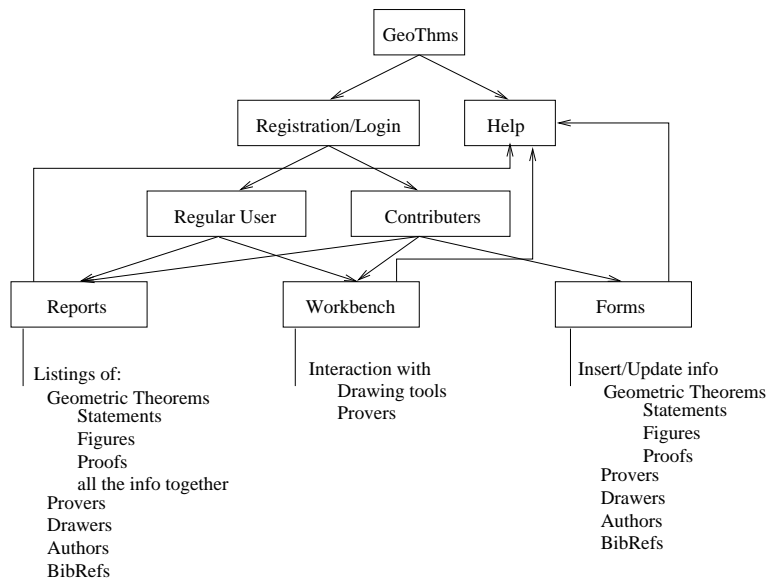 GeoThms
Registration/Login
Help
Regular User
Contributers
Reports
Workbench
Forms
Listings of:
Geometric Theorems
Statements
Figures
Proofs
all the info together
Provers
Drawers
Authors
BibRefs
Interaction with
Drawing tools
Provers
Insert/Update info
Geometric Theorems
Statements
Figures
Proofs
Provers
Drawers
Authors
BibRefs